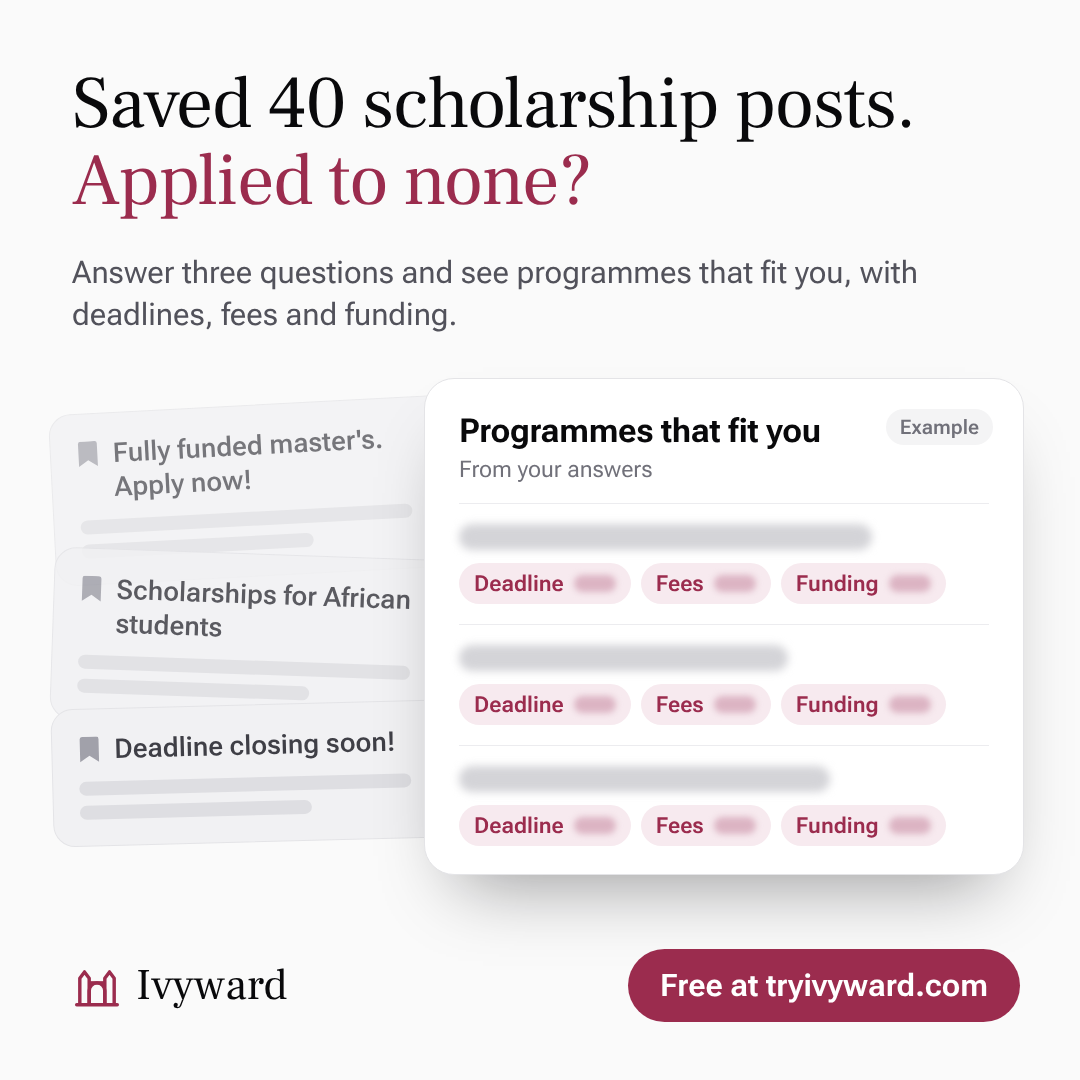 Saved 40 scholarship posts.
Applied to none?
Answer three questions and see programmes that fit you, with
deadlines, fees and funding.
Fully funded master's.
Apply now!
Scholarships for African
students
Deadline closing soon!
Programmes that fit you
Example
From your answers
Deadline Fees Funding
Deadline Fees Funding
Deadline Fees Funding
Ivyward
Free at tryivyward.com